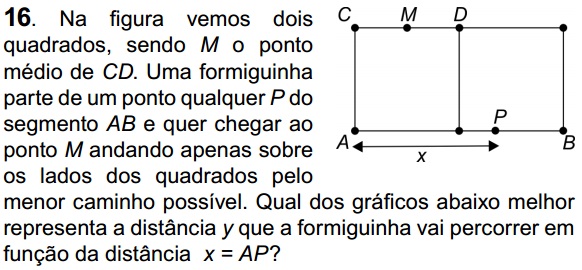 16. Na figura vemos dois
quadrados, sendo M o ponto
médio de CD. Uma formiguinha
parte de um ponto qualquer P do
segmento AB e quer chegar ao
ponto M andando apenas sobre
os lados dos quadrados pelo
menor caminho possível. Qual dos gráficos abaixo melhor
representa a distância y que a formiguinha vai percorrer em
função da distância x = AP?
C M D
P
A B
x